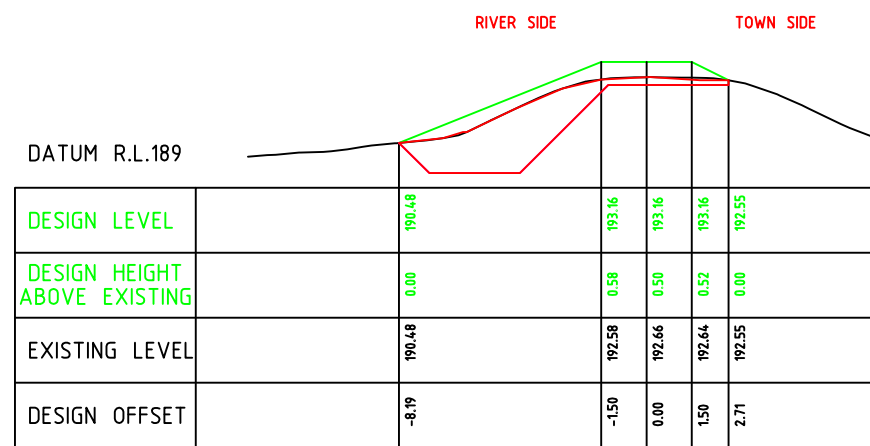 RIVER SIDE TOWN SIDE
DATUM R.L.189
DESIGN LEVEL 190.48 193.16 193.16 193.16 192.55
DESIGN HEIGHT
ABOVE EXISTING 0.00 0.58 0.50 0.52 0.00
EXISTING LEVEL 190.48 192.58 192.66 192.64 192.55
DESIGN OFFSET -8.19 -1.50 0.00 1.50 2.71